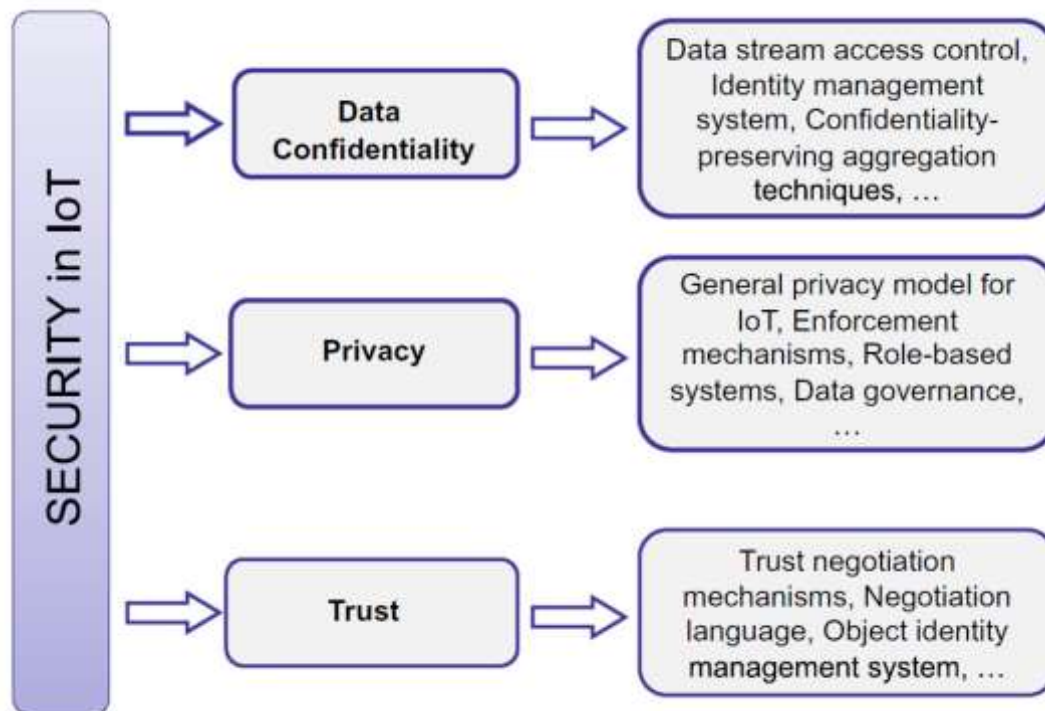 SECURITY in IoT
Data
Confidentiality
Data stream access control,
Identity management
system, Confidentiality-
preserving aggregation
techniques, …
Privacy
General privacy model for
IoT, Enforcement
mechanisms, Role-based
systems, Data governance,
…
Trust
Trust negotiation
mechanisms, Negotiation
language, Object identity
management system, …